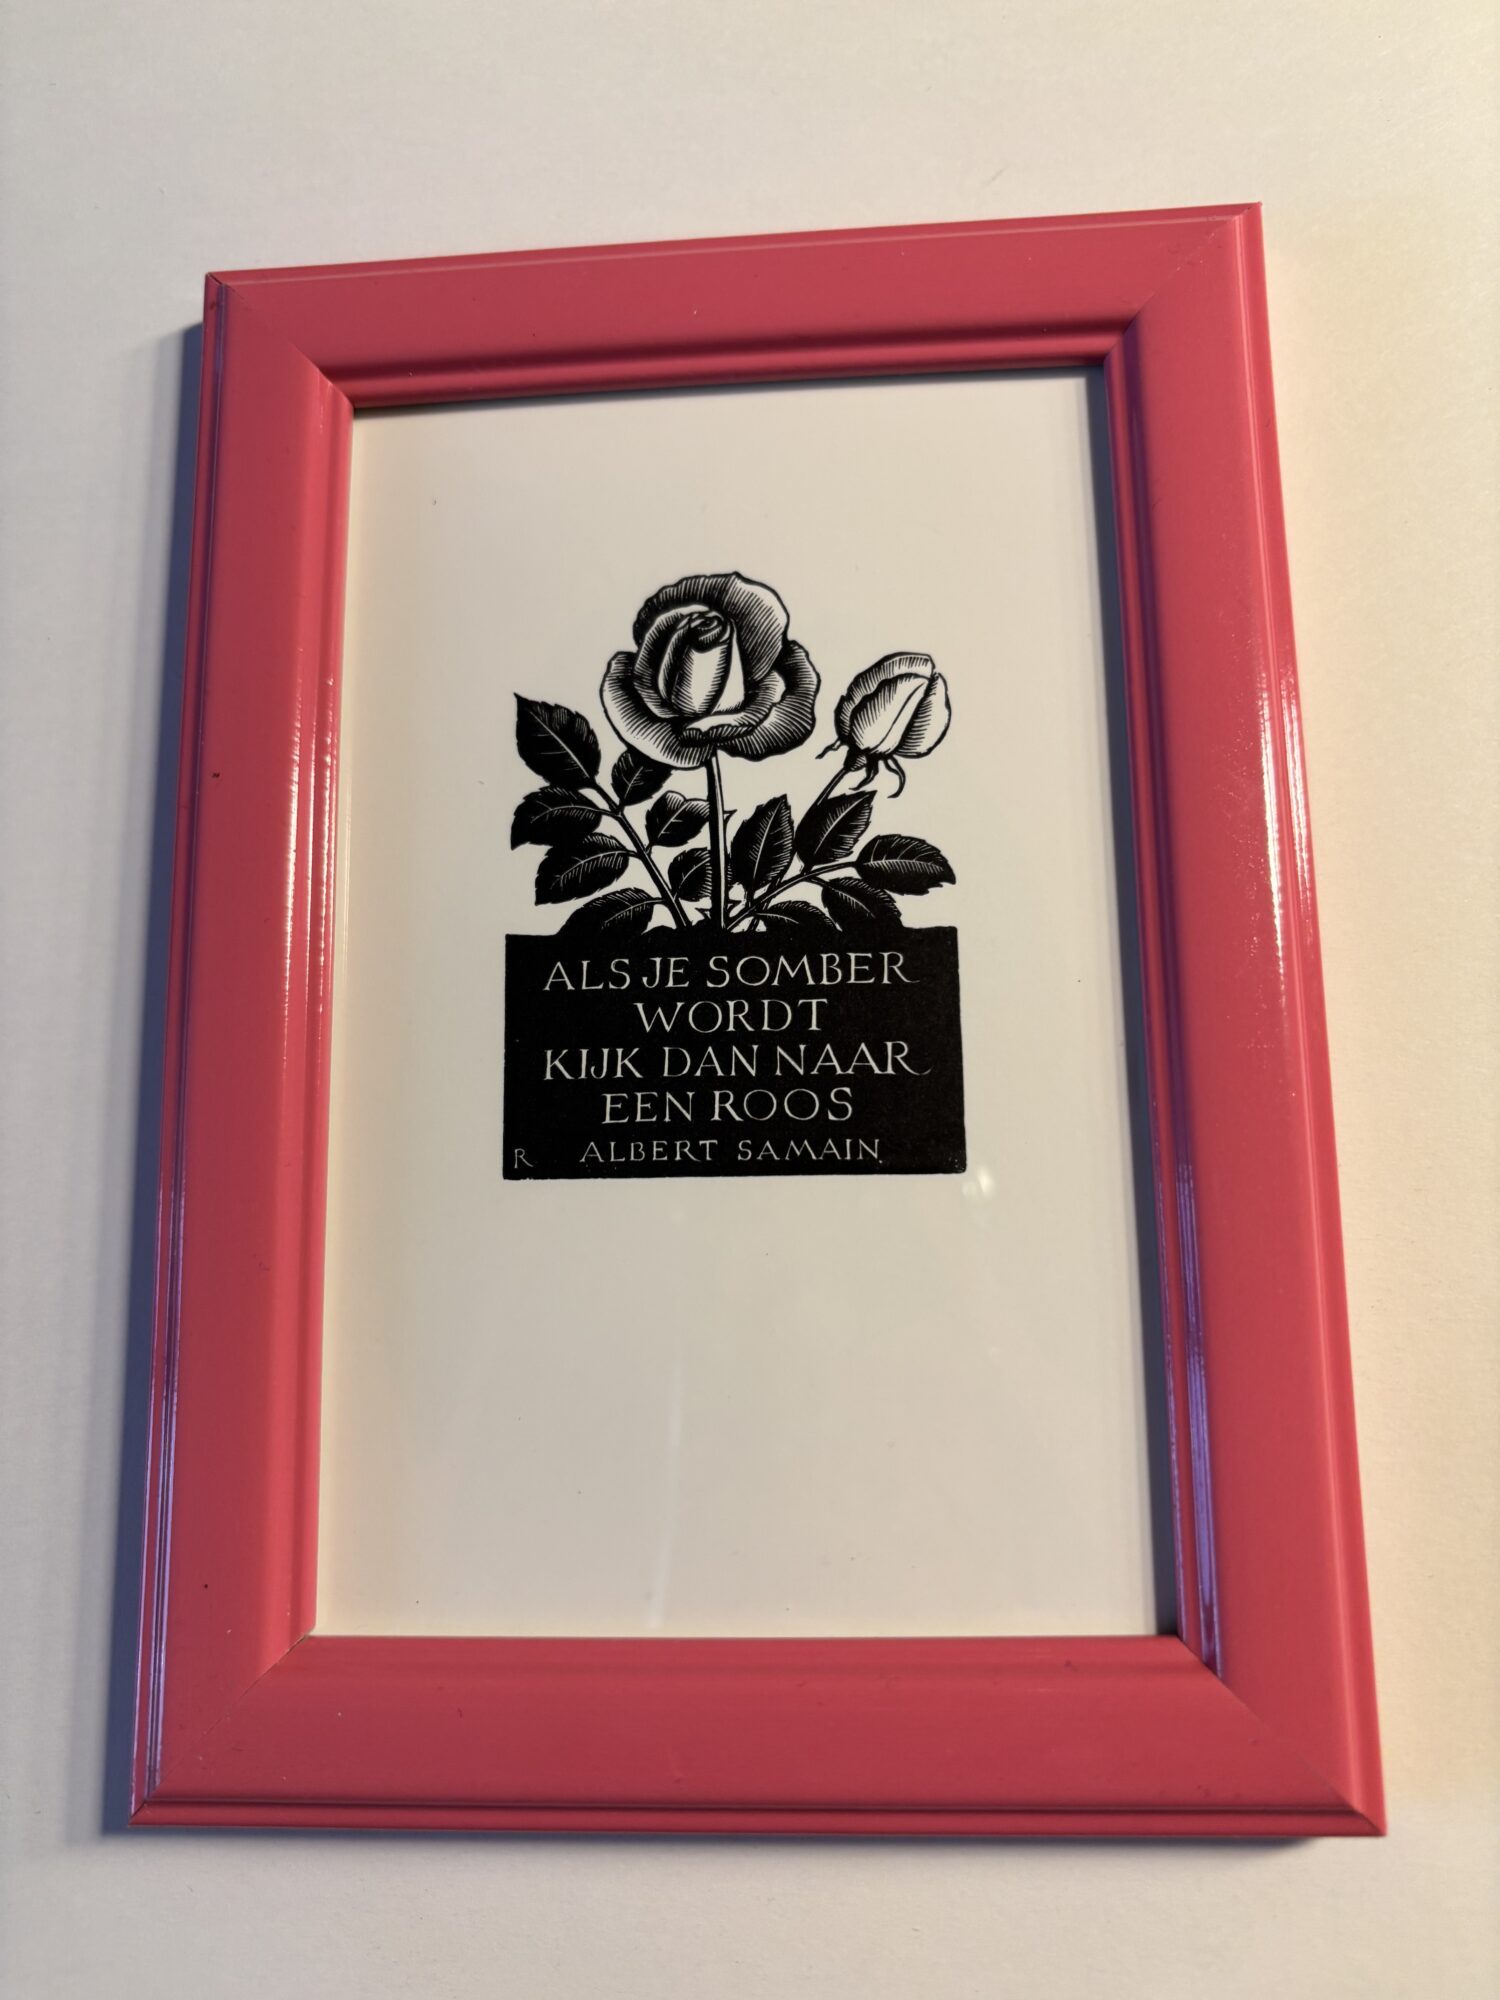 ALS JE SOMBER
WORDT
KIJK DAN NAAR
EEN ROOS
R ALBERT SAMAIN